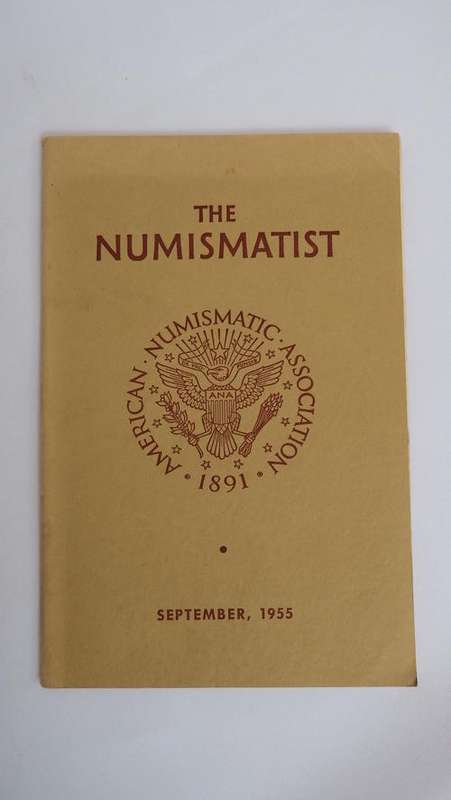 THE
NUMISMATIST
AMERICAN · NUMISMATIC · ASSOCIATION
ANA
• 1891 •
SEPTEMBER, 1955